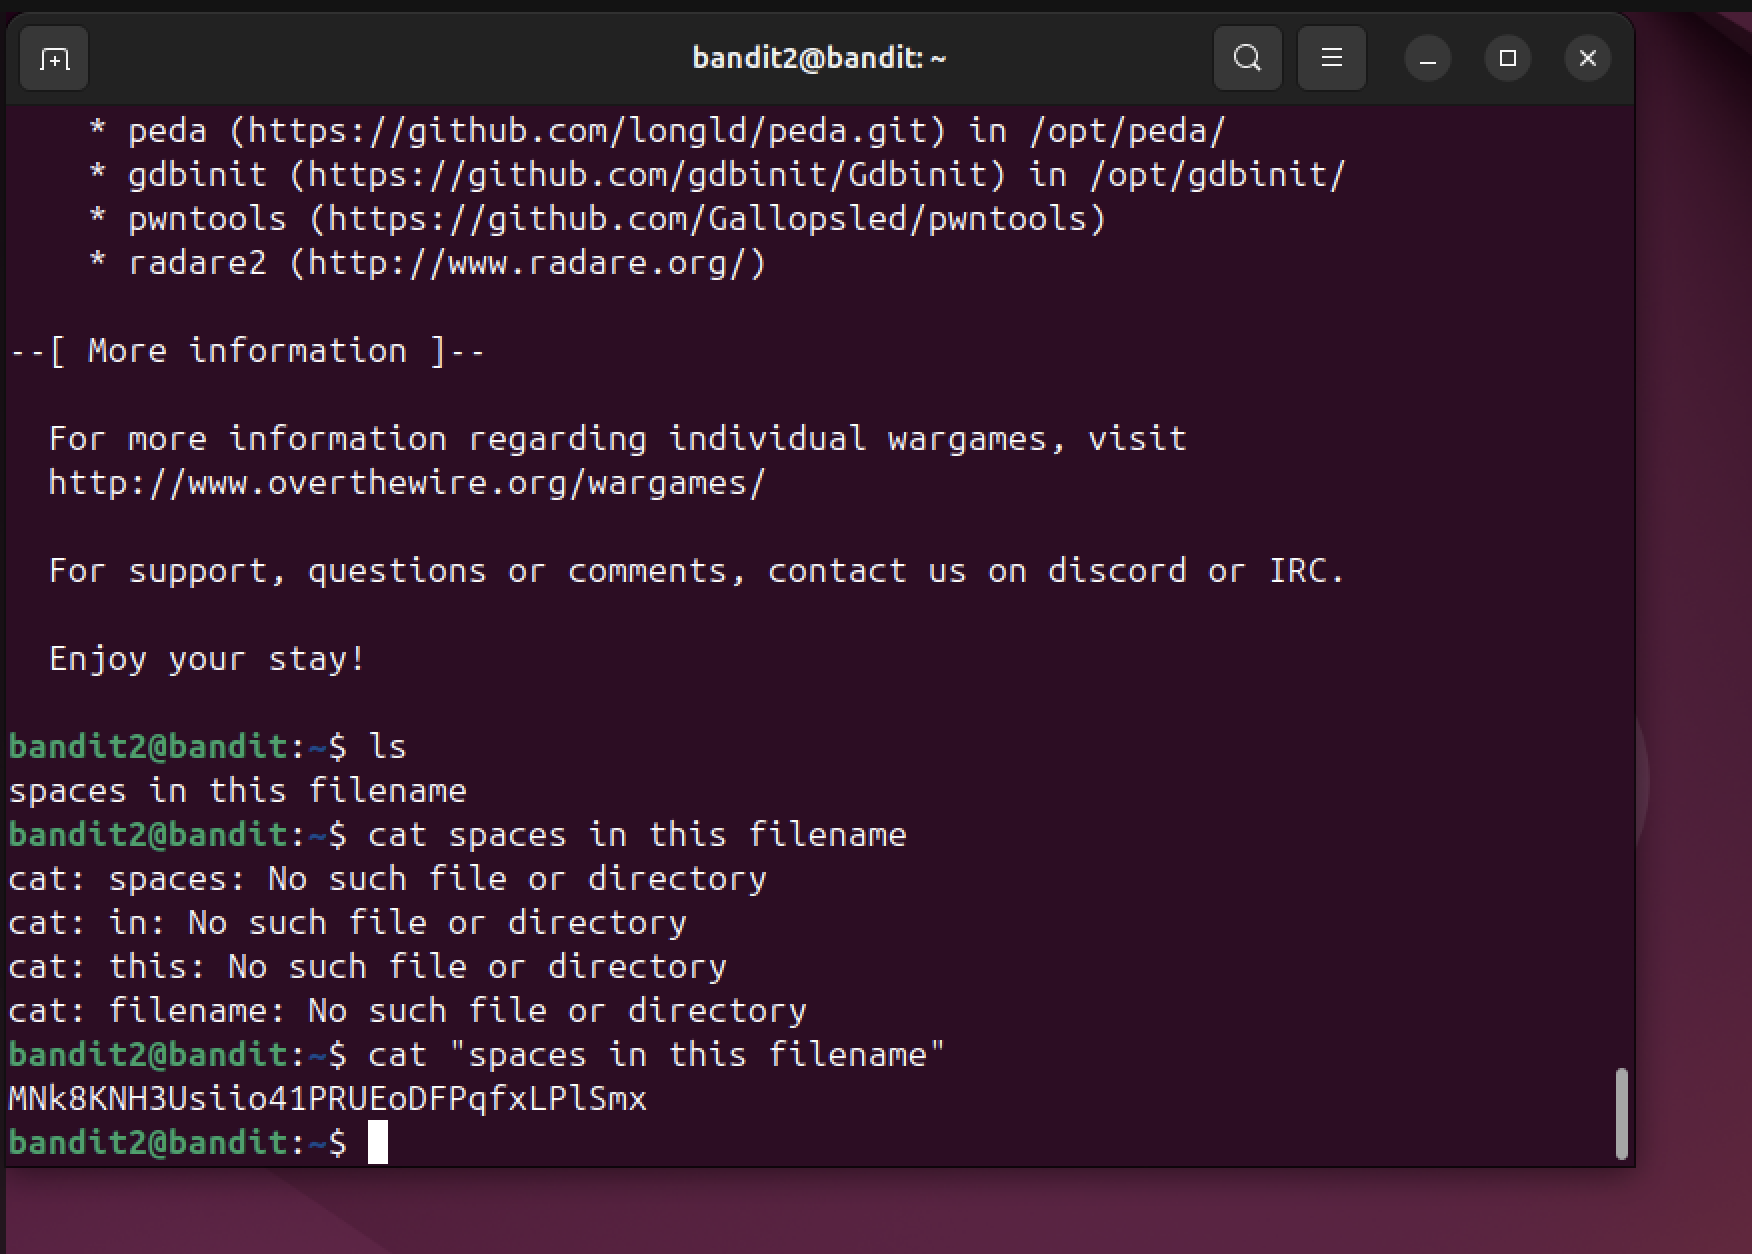 bandit2@bandit: ~
* peda (https://github.com/longld/peda.git) in /opt/peda/
* gdbinit (https://github.com/gdbinit/Gdbinit) in /opt/gdbinit/
* pwntools (https://github.com/Gallopsled/pwntools)
* radare2 (http://www.radare.org/)
--[ More information ]--
For more information regarding individual wargames, visit
http://www.overthewire.org/wargames/
For support, questions or comments, contact us on discord or IRC.
Enjoy your stay!
bandit2@bandit:~$ ls
spaces in this filename
bandit2@bandit:~$ cat spaces in this filename
cat: spaces: No such file or directory
cat: in: No such file or directory
cat: this: No such file or directory
cat: filename: No such file or directory
bandit2@bandit:~$ cat "spaces in this filename"
MNk8KNH3Usiio41PRUEoDFPqfxLPlSmx
bandit2@bandit:~$